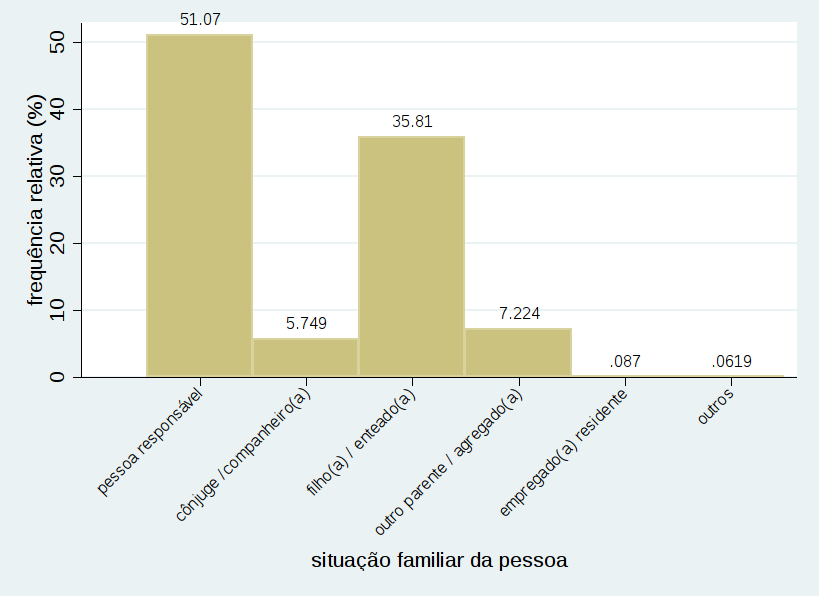 51.07
35.81
5.749
7.224
.087
.0619
frequência relativa (%)
50
40
30
20
10
0
pessoa responsável
cônjuge /companheiro(a)
filho(a) / enteado(a)
outro parente / agregado(a)
empregado(a) residente
outros
situação familiar da pessoa